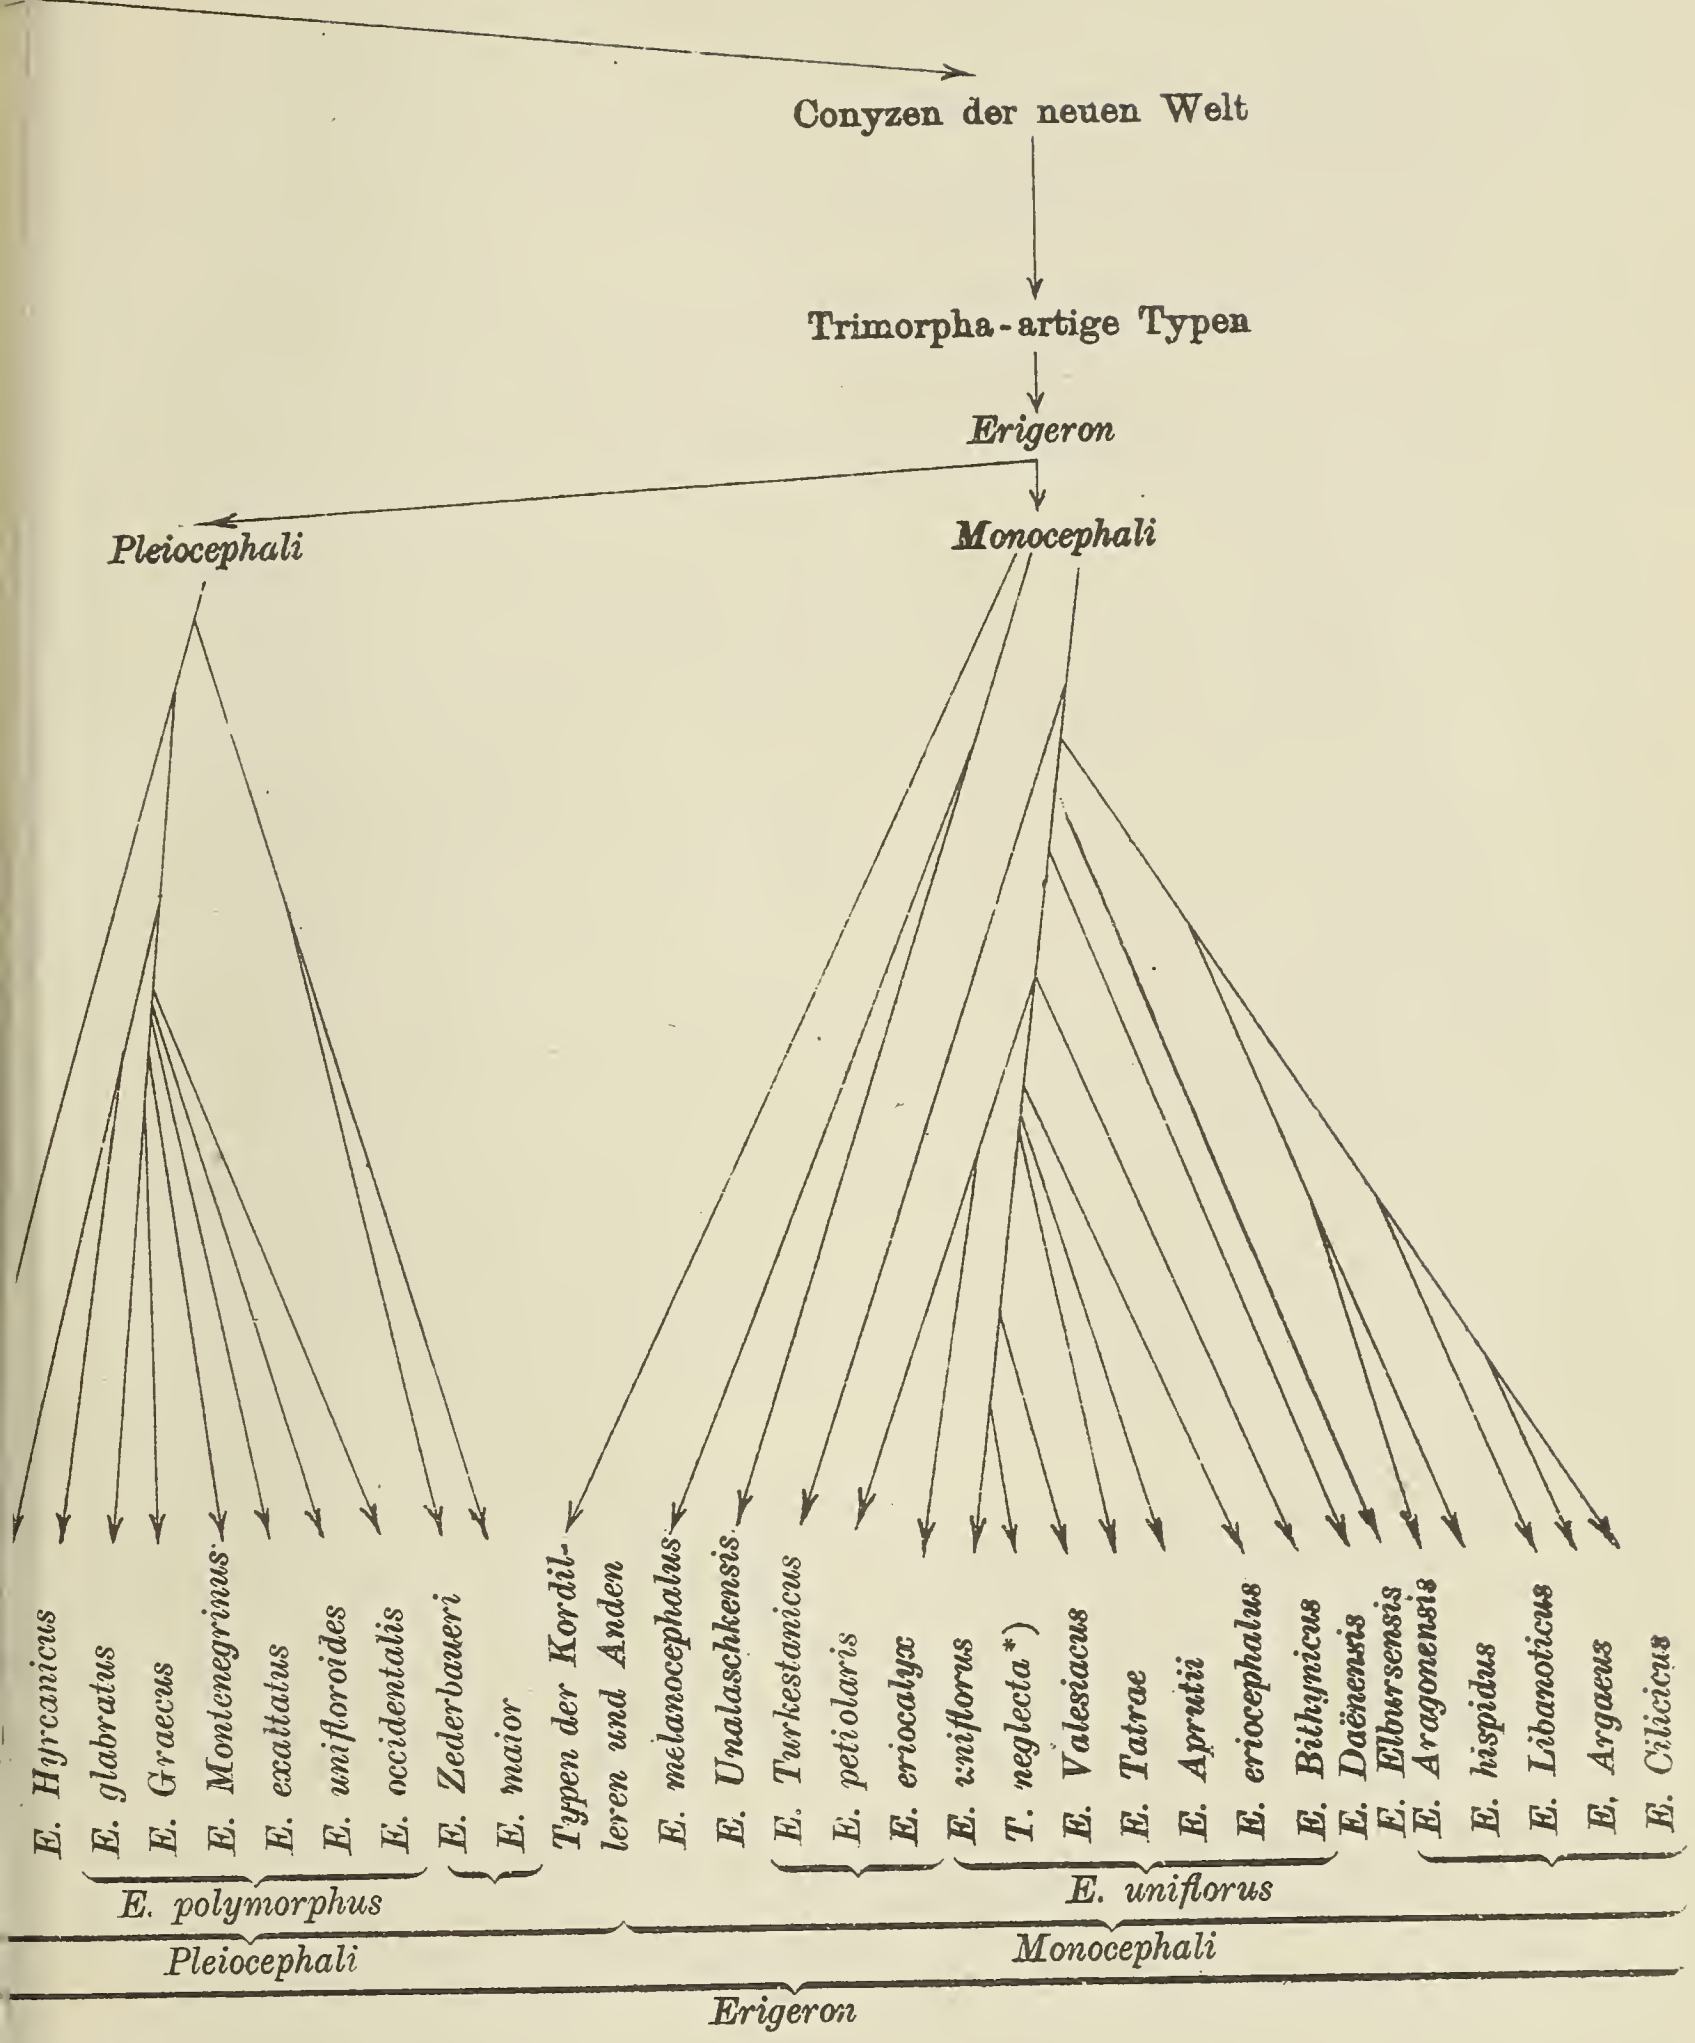 Conyzen der neuen Welt
Trimorpha-artige Typen
Erigeron
Pleiocephali
Monocephali
E. Hyrcanicus
E. glabratus
E. Graecus
E. Montenegrinus
E. exaltatus
E. unifloroides
E. occidentalis
E. Zederbaueri
E. maior
Typen der Kordil-
leren und Anden
E. melanocephalus
E. Unalaschkensis
E. Turkestanicus
E. petiolaris
E. eriocalyx
E. uniflorus
T. neglecta*)
E. Valesiacus
E. Tatrae
E. Aprutii
E. eriocephalus
E. Bithynicus
E. Daënensis
E. Elbursensis
E. Aragonensis
E. hispidus
E. Libanoticus
E. Argaeus
E. Cilicicus
E. polymorphus
E. uniflorus
Pleiocephali
Monocephali
Erigeron